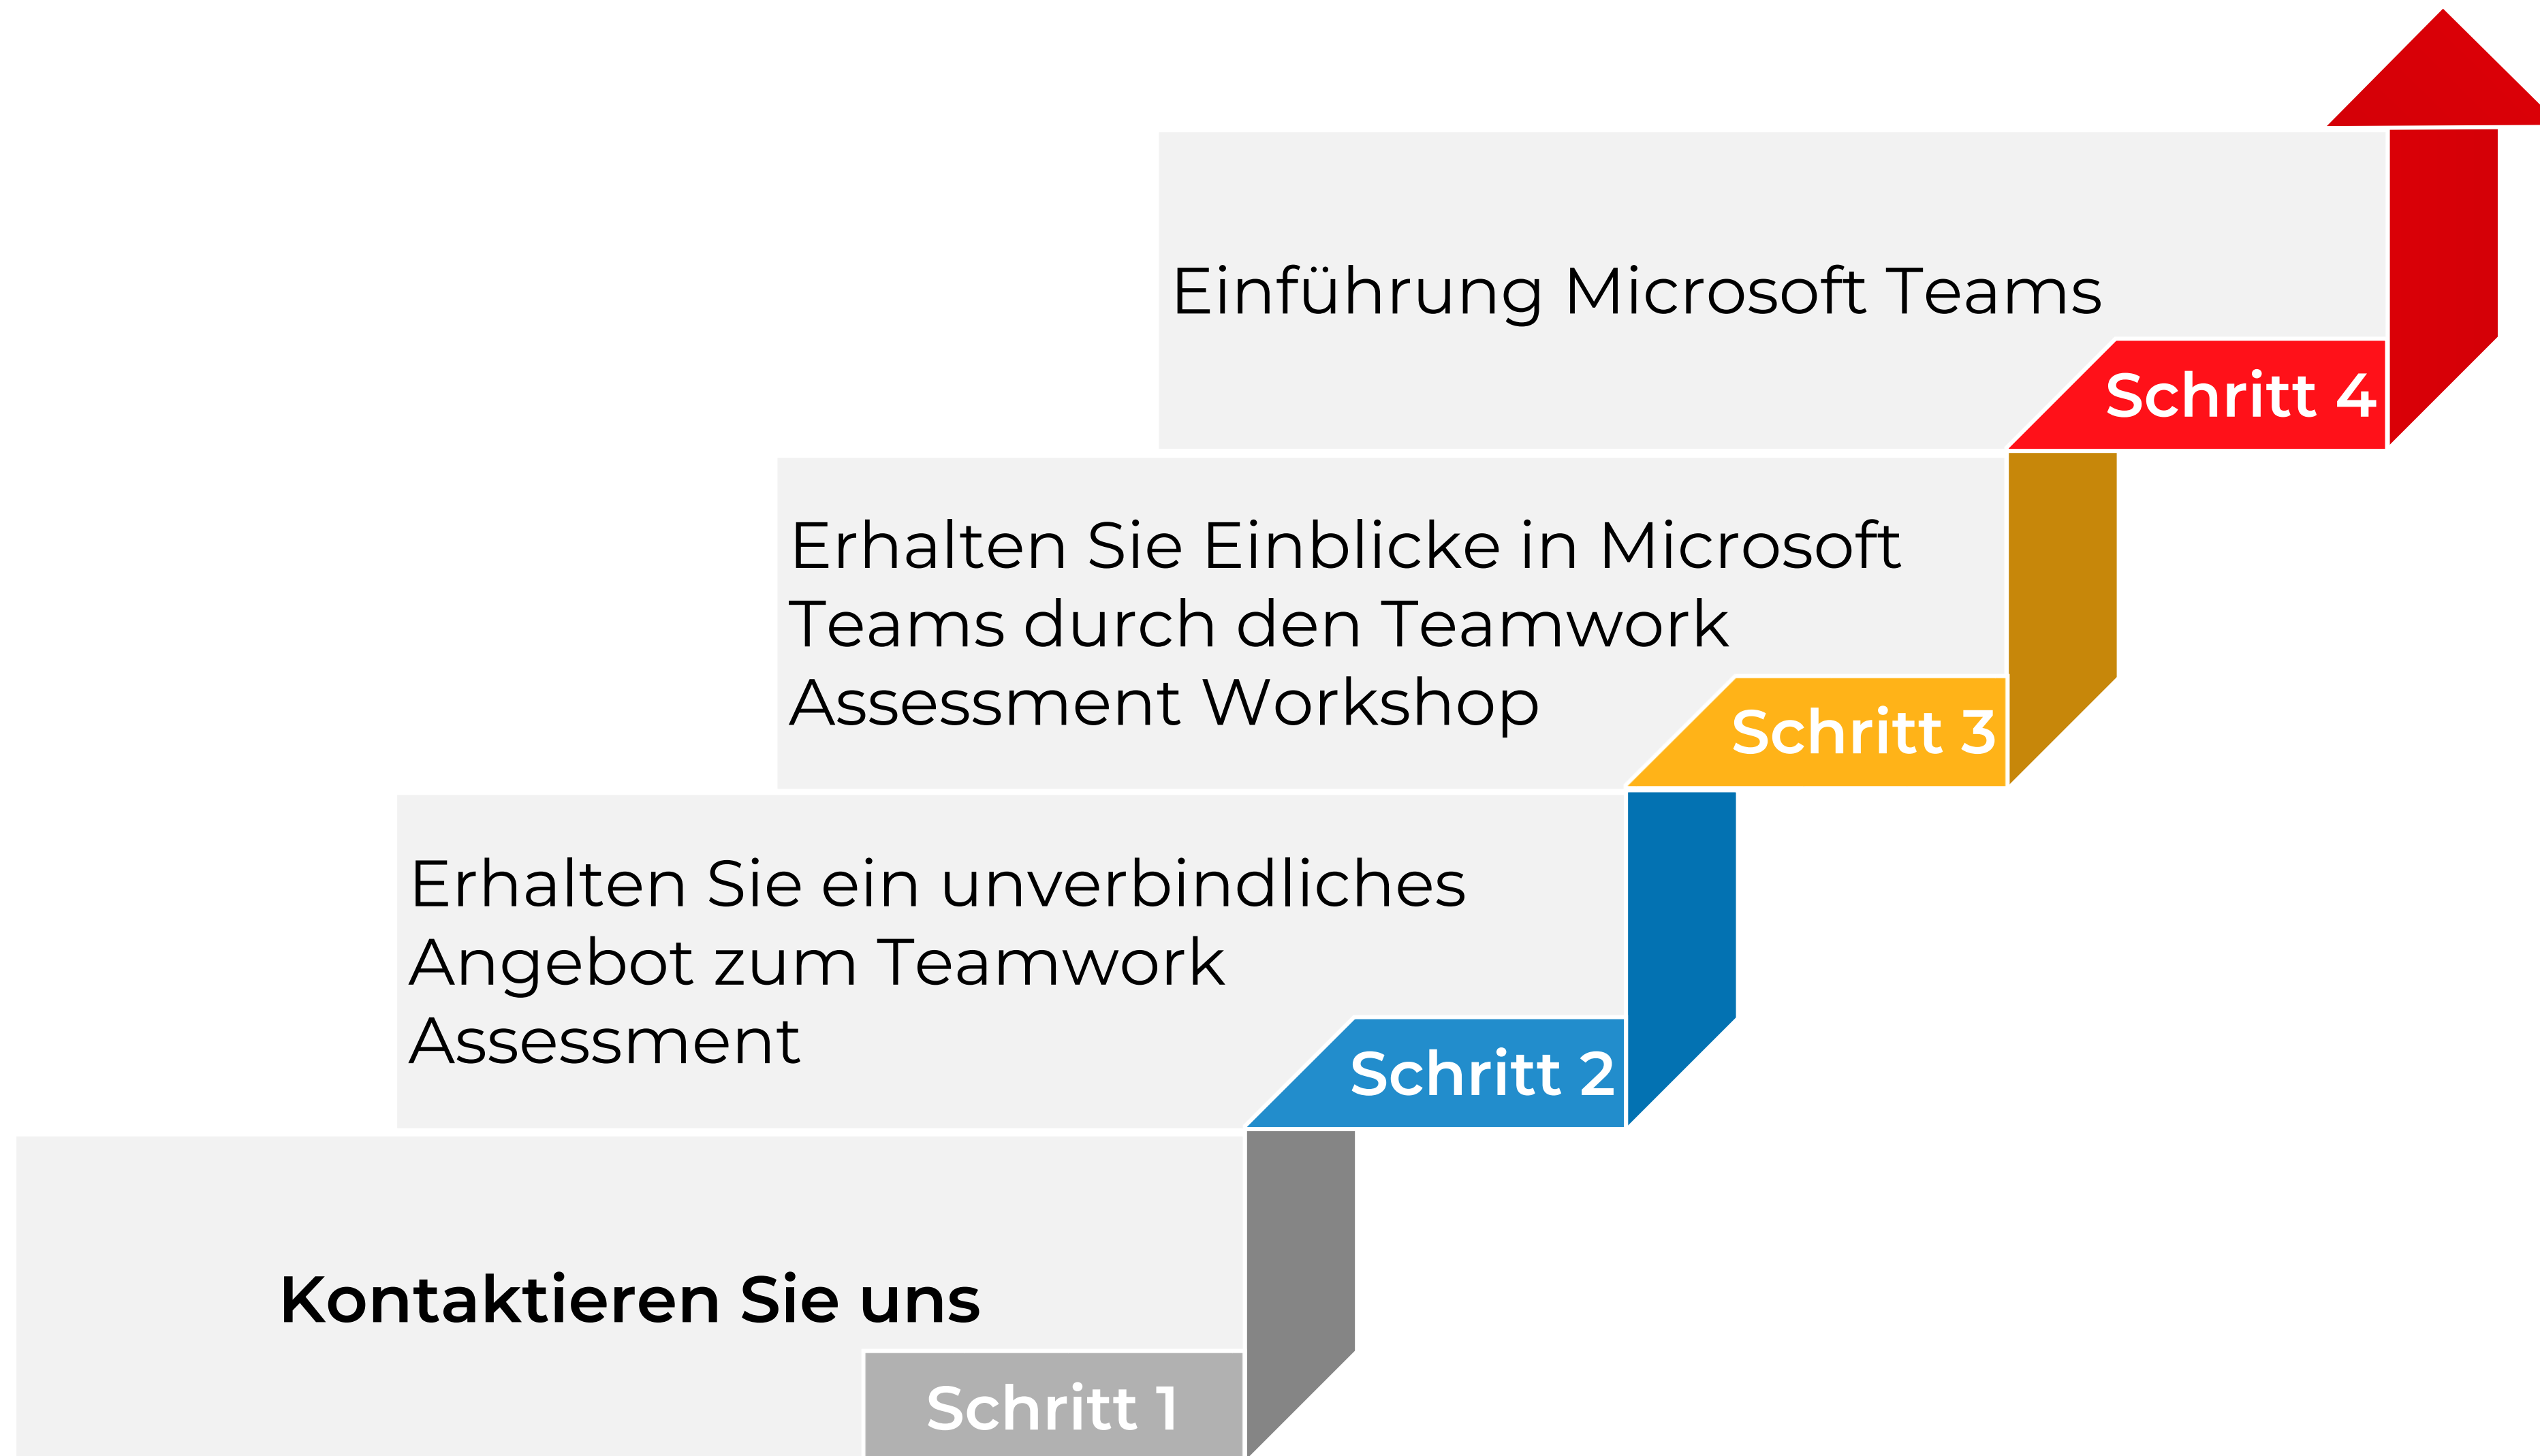 Einführung Microsoft Teams
Schritt 4
Erhalten Sie Einblicke in Microsoft
Teams durch den Teamwork
Assessment Workshop
Schritt 3
Erhalten Sie ein unverbindliches
Angebot zum Teamwork
Assessment
Schritt 2
Kontaktieren Sie uns
Schritt 1